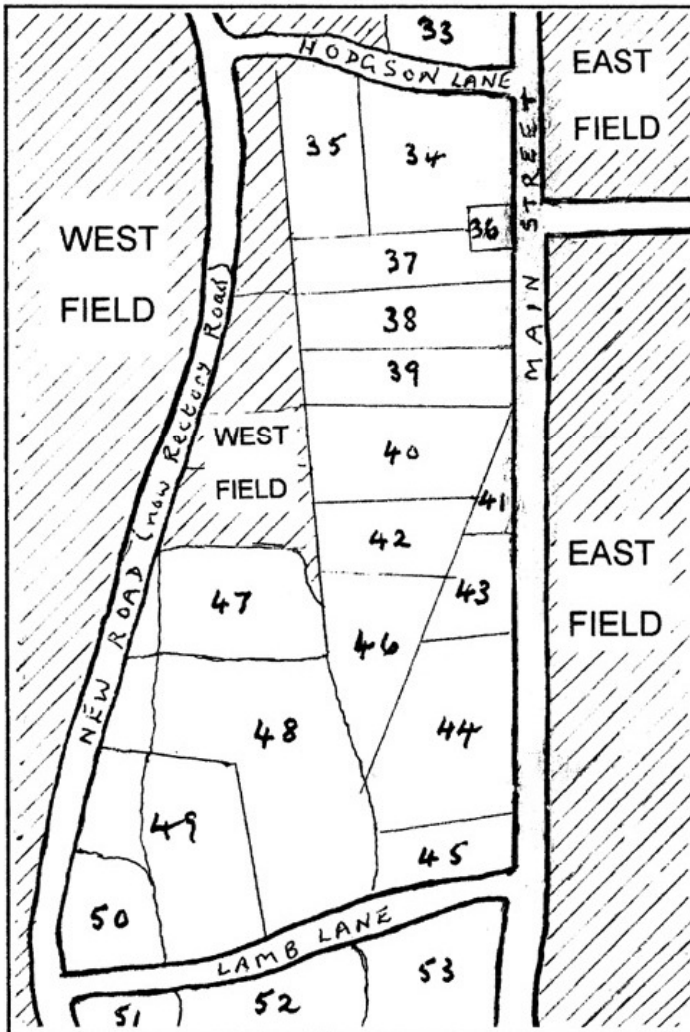 33
HODGSON LANE
EAST
FIELD
35
34
MAIN STREET
36
WEST
FIELD
37
38
39
NEW ROAD (now Rectory Road)
WEST
FIELD
40
41
42
EAST
FIELD
43
47
46
48
44
49
45
50
LAMB LANE
53
52
51